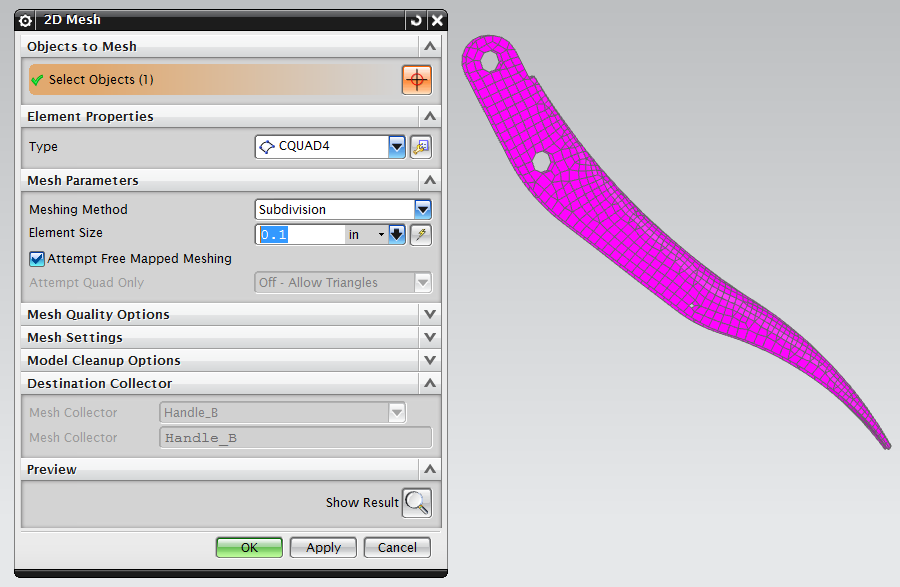 2D Mesh
Objects to Mesh
Select Objects (1)
Element Properties
Type CQUAD4
Mesh Parameters
Meshing Method Subdivision
Element Size 0.1 in
Attempt Free Mapped Meshing
Attempt Quad Only Off - Allow Triangles
Mesh Quality Options
Mesh Settings
Model Cleanup Options
Destination Collector
Mesh Collector Handle_B
Mesh Collector Handle_B
Preview
Show Result
OK Apply Cancel